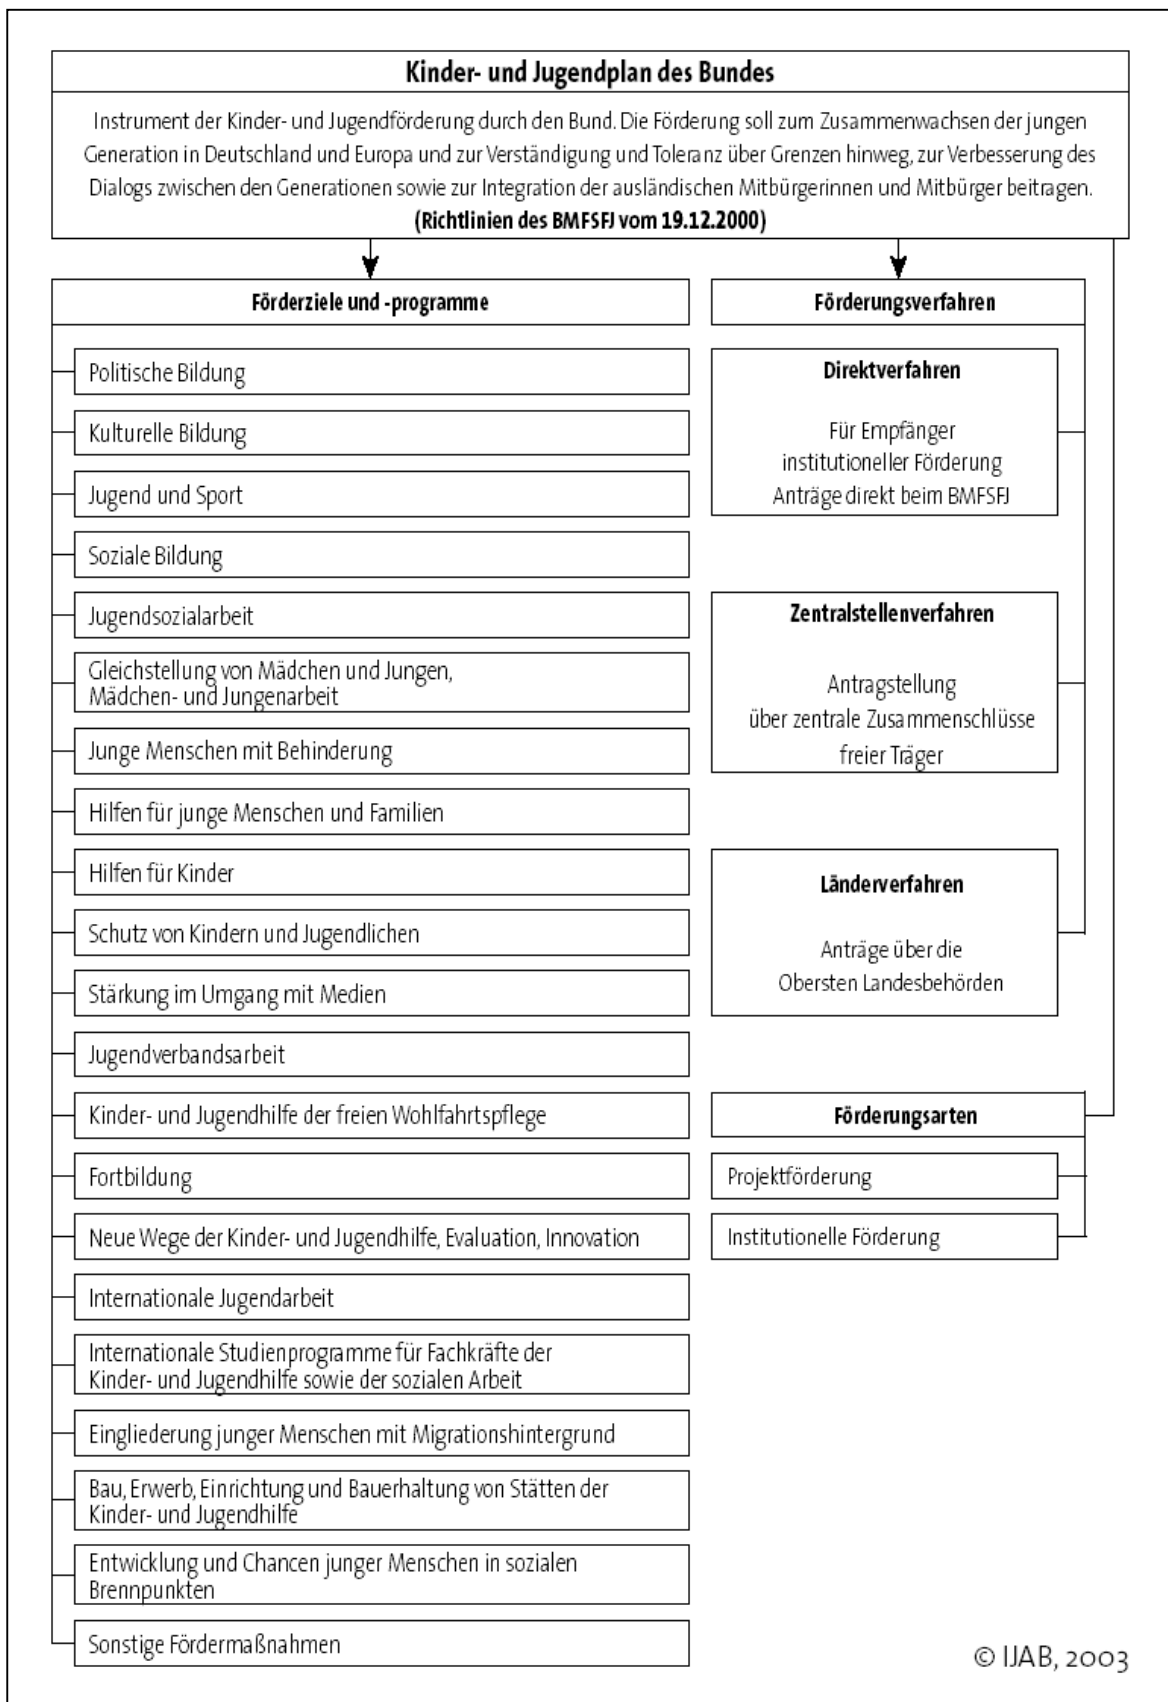 Kinder- und Jugendplan des Bundes
Instrument der Kinder- und Jugendförderung durch den Bund. Die Förderung soll zum Zusammenwachsen der jungen
Generation in Deutschland und Europa und zur Verständigung und Toleranz über Grenzen hinweg, zur Verbesserung des
Dialogs zwischen den Generationen sowie zur Integration der ausländischen Mitbürgerinnen und Mitbürger beitragen.
(Richtlinien des BMFSFJ vom 19.12.2000)
Förderziele und -programme
Politische Bildung
Kulturelle Bildung
Jugend und Sport
Soziale Bildung
Jugendsozialarbeit
Gleichstellung von Mädchen und Jungen,
Mädchen- und Jungenarbeit
Junge Menschen mit Behinderung
Hilfen für junge Menschen und Familien
Hilfen für Kinder
Schutz von Kindern und Jugendlichen
Stärkung im Umgang mit Medien
Jugendverbandsarbeit
Kinder- und Jugendhilfe der freien Wohlfahrtspflege
Fortbildung
Neue Wege der Kinder- und Jugendhilfe, Evaluation, Innovation
Internationale Jugendarbeit
Internationale Studienprogramme für Fachkräfte der
Kinder- und Jugendhilfe sowie der sozialen Arbeit
Eingliederung junger Menschen mit Migrationshintergrund
Bau, Erwerb, Einrichtung und Bauerhaltung von Stätten der
Kinder- und Jugendhilfe
Entwicklung und Chancen junger Menschen in sozialen
Brennpunkten
Sonstige Fördermaßnahmen
Förderungsverfahren
Direktverfahren
Für Empfänger
institutioneller Förderung
Anträge direkt beim BMFSFJ
Zentralstellenverfahren
Antragstellung
über zentrale Zusammenschlüsse
freier Träger
Länderverfahren
Anträge über die
Obersten Landesbehörden
Förderungsarten
Projektförderung
Institutionelle Förderung
© IJAB, 2003